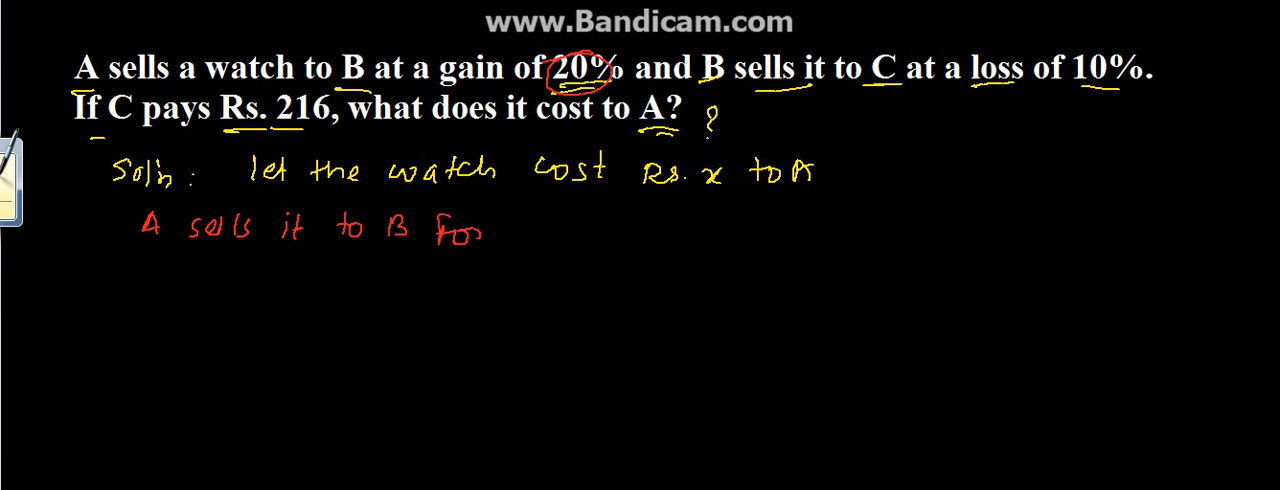 www.Bandicam.com
A sells a watch to B at a gain of 20% and B sells it to C at a loss of 10%.
If C pays Rs. 216, what does it cost to A? ?
Sol'n: let the watch cost Rs. x to A
A sells it to B For